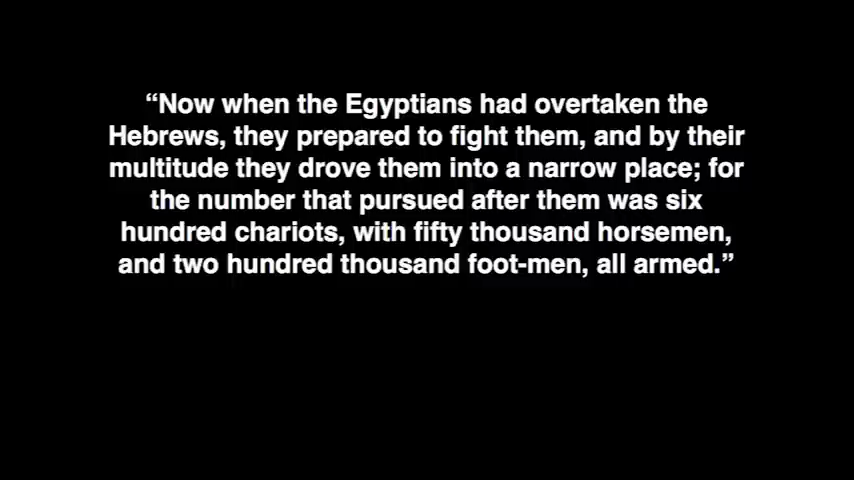 “Now when the Egyptians had overtaken the
Hebrews, they prepared to fight them, and by their
multitude they drove them into a narrow place; for
the number that pursued after them was six
hundred chariots, with fifty thousand horsemen,
and two hundred thousand foot-men, all armed.”